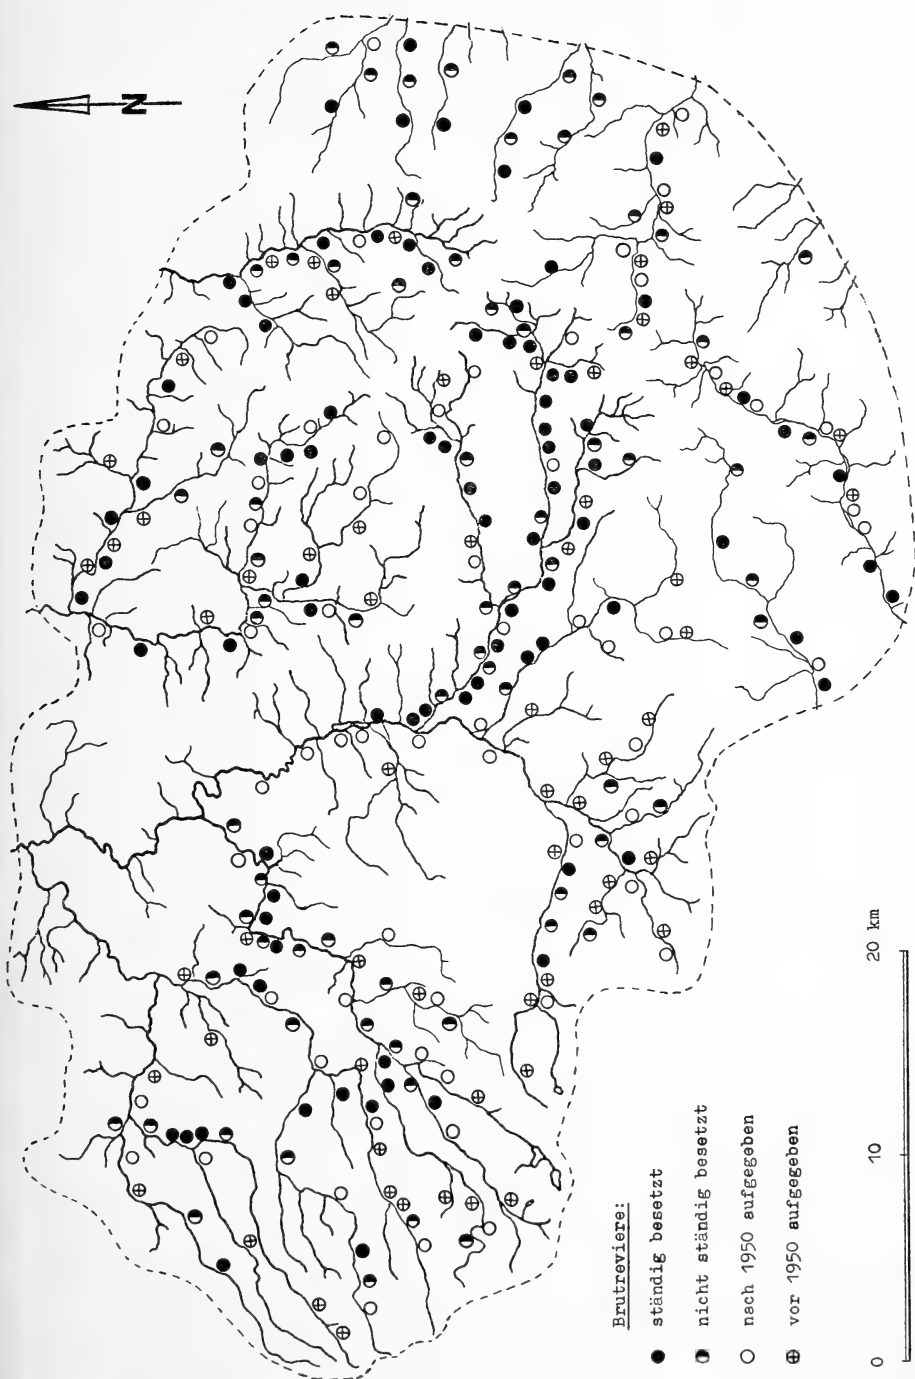 N
Brutreviere:
ständig besetzt
nicht ständig besetzt
nach 1950 aufgegeben
vor 1950 aufgegeben
0 10 20 km